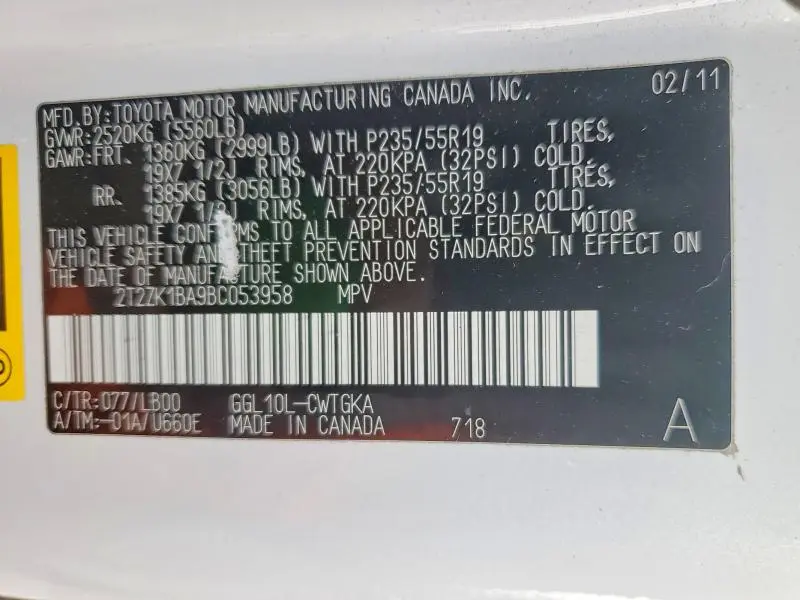 MFD.BY:TOYOTA MOTOR MANUFACTURING CANADA INC. 02/11
GVWR:2520KG (5560LB)
GAWR:FRT. 1360KG (2999LB) WITH P235/55R19 TIRES,
19X7 1/2J RIMS, AT 220KPA (32PSI) COLD.
RR. 1385KG (3056LB) WITH P235/55R19 TIRES,
19X7 1/2J RIMS, AT 220KPA (32PSI) COLD.
THIS VEHICLE CONFORMS TO ALL APPLICABLE FEDERAL MOTOR
VEHICLE SAFETY AND THEFT PREVENTION STANDARDS IN EFFECT ON
THE DATE OF MANUFACTURE SHOWN ABOVE.
2T2ZK1BA9BC053958 MPV
C/TR:077/LB00 GGL10L-CWTGKA
A/TM:-01A/U660E MADE IN CANADA 718 A